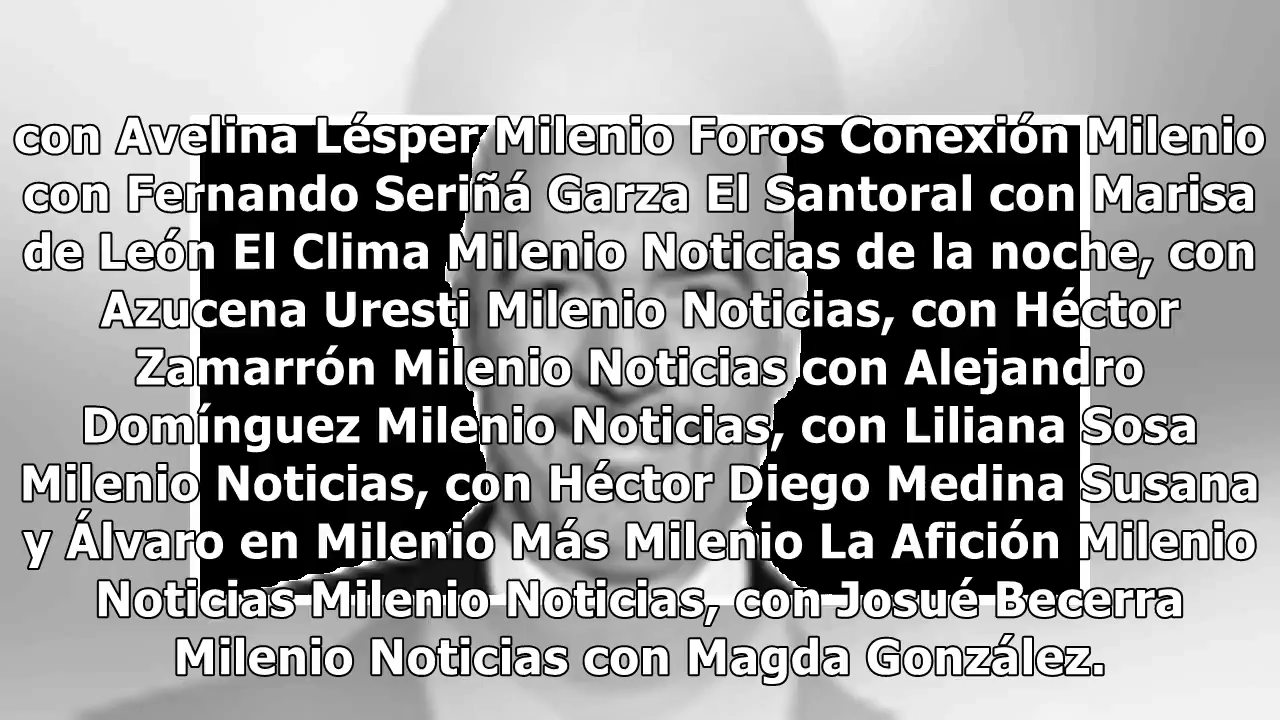 con Avelina Lésper Milenio Foros Conexión Milenio
con Fernando Seriñá Garza El Santoral con Marisa
de León El Clima Milenio Noticias de la noche, con
Azucena Uresti Milenio Noticias, con Héctor
Zamarrón Milenio Noticias con Alejandro
Domínguez Milenio Noticias, con Liliana Sosa
Milenio Noticias, con Héctor Diego Medina Susana
y Álvaro en Milenio Más Milenio La Afición Milenio
Noticias Milenio Noticias, con Josué Becerra
Milenio Noticias con Magda González.